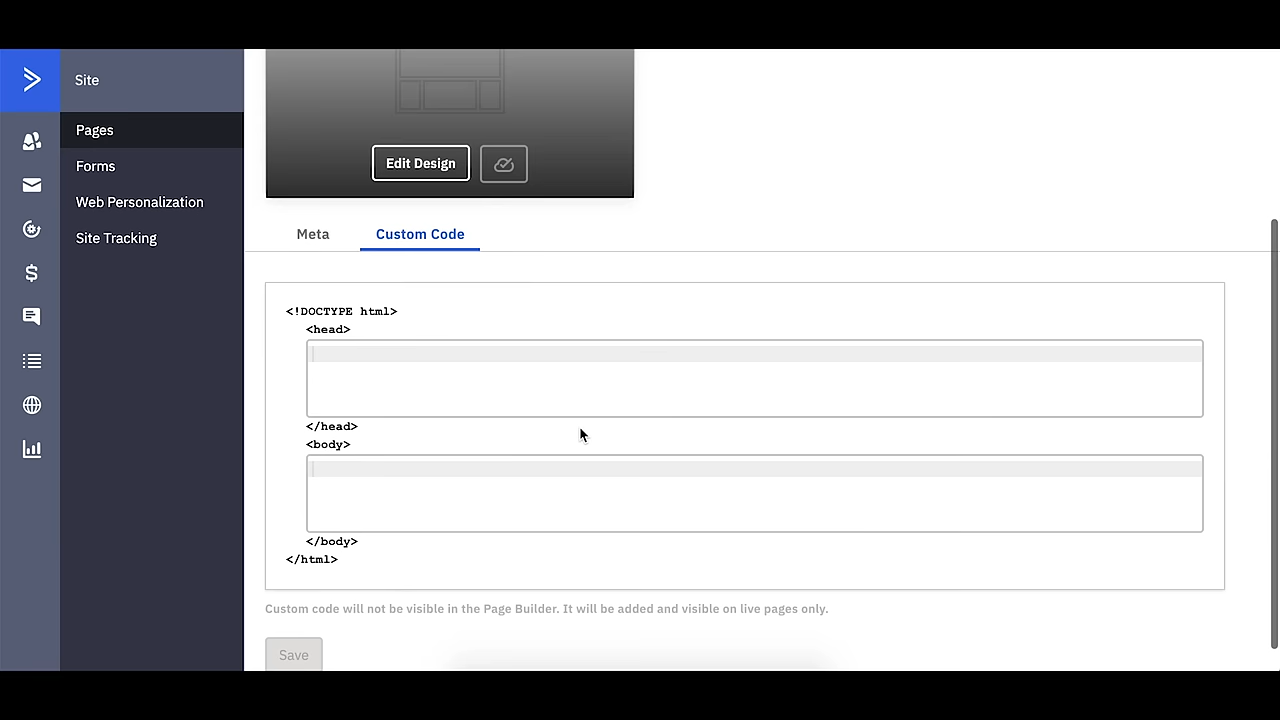 Site
Pages
Forms
Web Personalization
Site Tracking
Edit Design
Meta
Custom Code
<!DOCTYPE html>
<head>
</head>
<body>
</body>
</html>
Custom code will not be visible in the Page Builder. It will be added and visible on live pages only.
Save